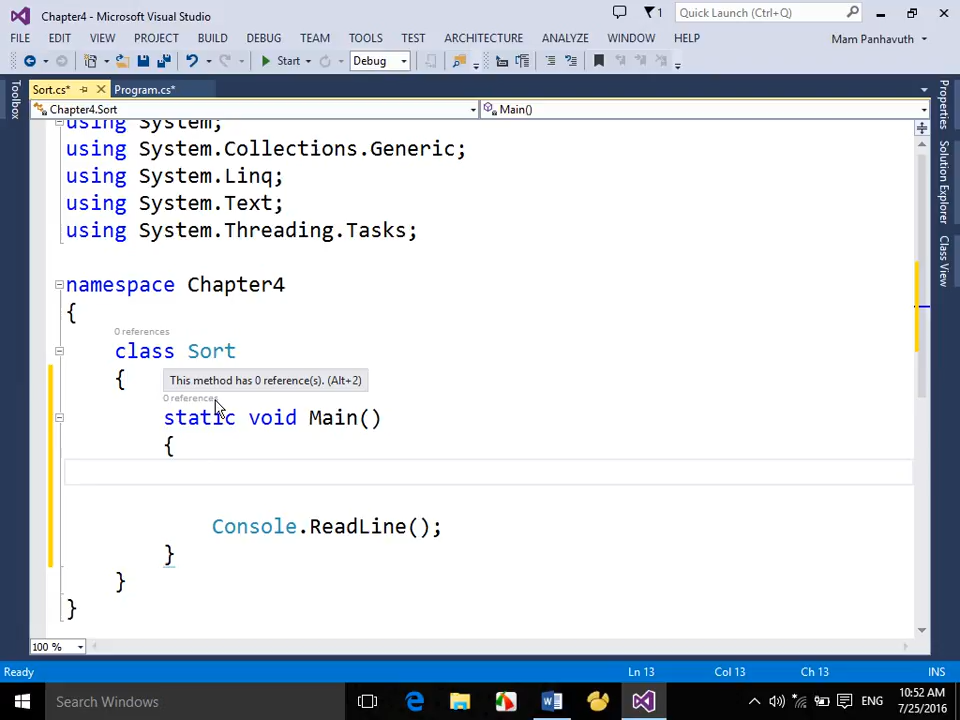 Chapter4 - Microsoft Visual Studio
1
Quick Launch (Ctrl+Q)
FILE EDIT VIEW PROJECT BUILD DEBUG TEAM TOOLS TEST ARCHITECTURE ANALYZE WINDOW HELP
Mam Panhavuth
Start Debug
Sort.cs* Program.cs*
Toolbox
Chapter4.Sort Main()
Properties
Solution Explorer
Class View
using System;
using System.Collections.Generic;
using System.Linq;
using System.Text;
using System.Threading.Tasks;
namespace Chapter4
{
0 references
class Sort
{
This method has 0 reference(s). (Alt+2)
0 references
static void Main()
{
Console.ReadLine();
}
}
}
100 %
Ready Ln 13 Col 13 Ch 13 INS
Search Windows
ENG
10:52 AM
7/25/2016